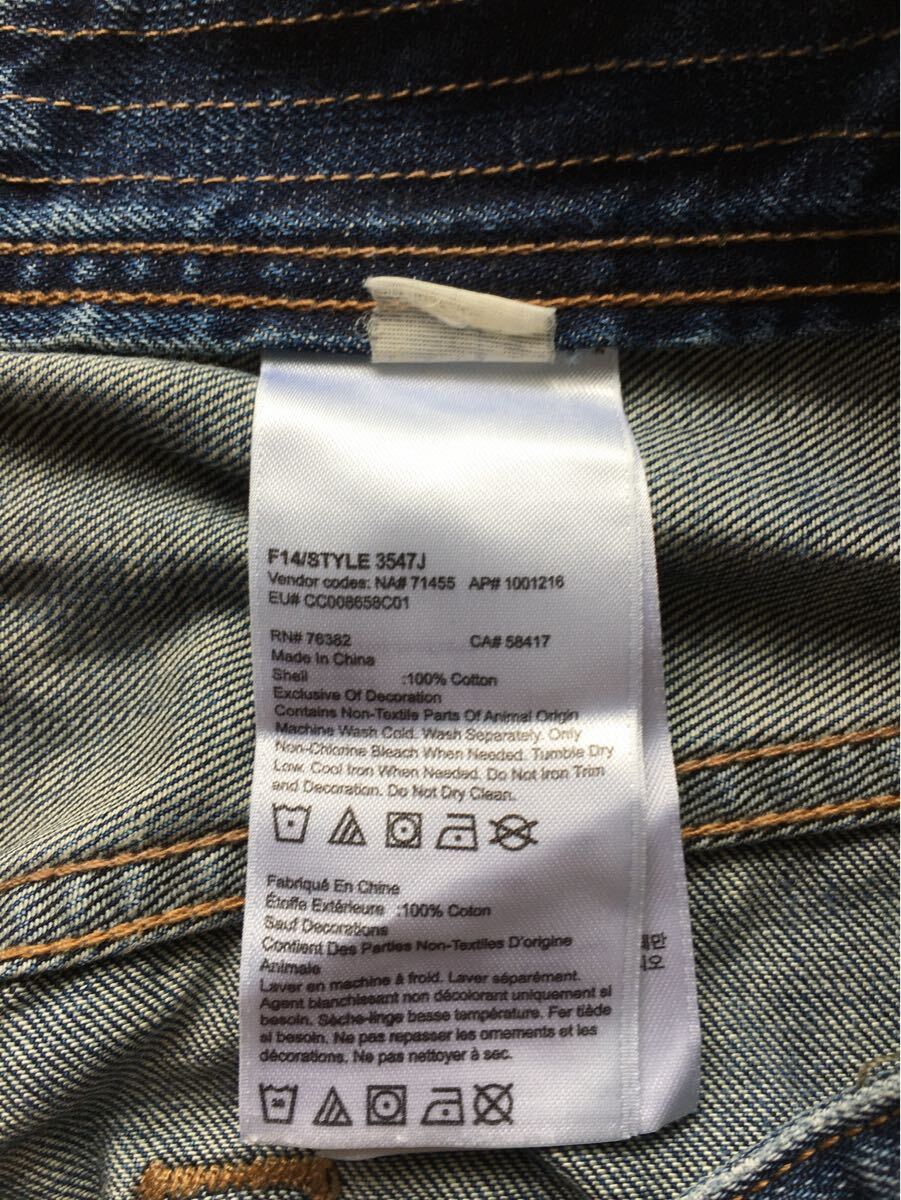 F14/STYLE 3547J
Vendor codes: NA# 71455 AP# 1001216
EU# CC008658C01
RN# 76382 CA# 58417
Made In China
Shell :100% Cotton
Exclusive Of Decoration
Contains Non-Textile Parts Of Animal Origin
Machine Wash Cold. Wash Separately. Only
Non-Chlorine Bleach When Needed. Tumble Dry
Low. Cool Iron When Needed. Do Not Iron Trim
and Decoration. Do Not Dry Clean.
Fabriqué En Chine
Étoffe Extérieure :100% Coton
Sauf Decorations
Contient Des Parties Non-Textiles D'origine
Animale
Laver en machine à froid. Laver séparément.
Agent blanchissant non décolorant uniquement si
besoin. Sèche-linge basse température. Fer tiède
si besoin. Ne pas repasser les ornements et les
décorations. Ne pas nettoyer à sec.
30